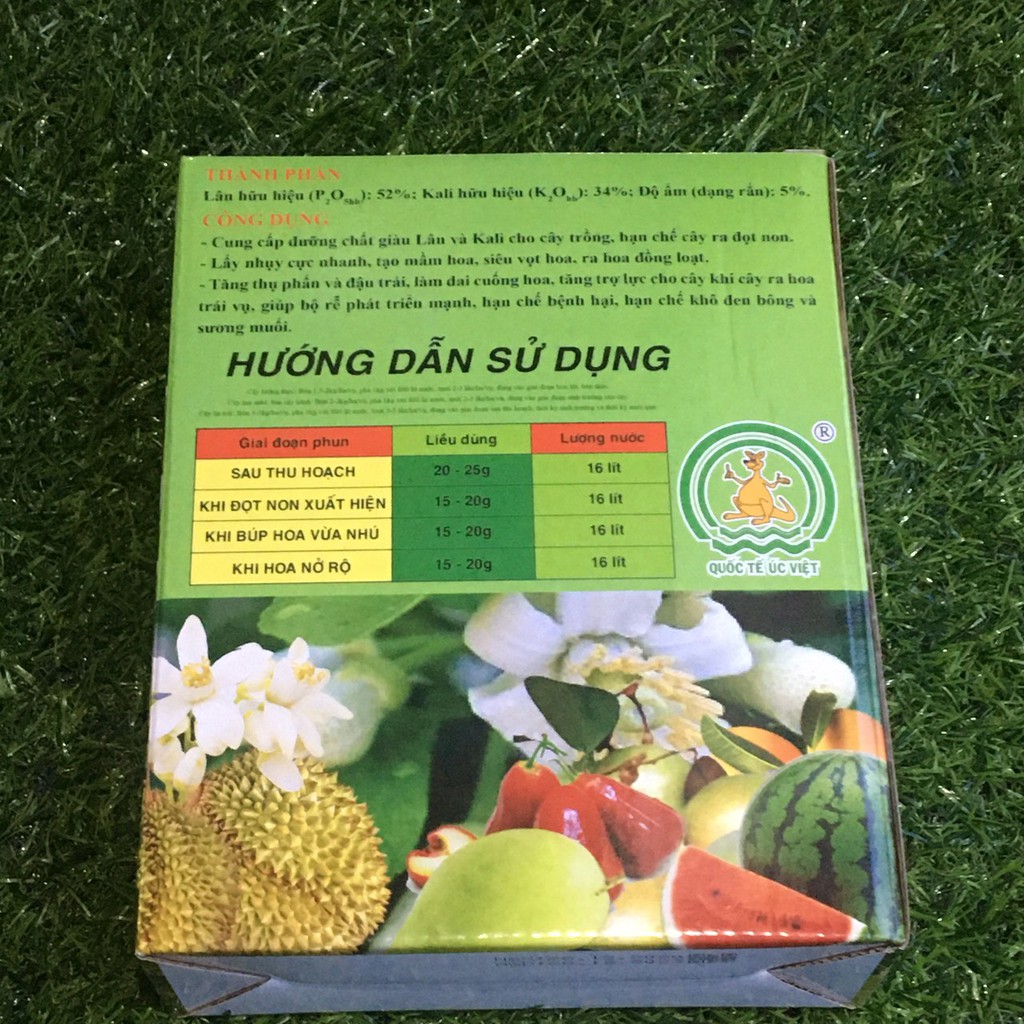 THÀNH PHẦN
Lân hữu hiệu (P₂O₅hh): 52%; Kali hữu hiệu (K₂Ohh): 34%; Độ ẩm (dạng rắn): 5%.
CÔNG DỤNG
- Cung cấp dưỡng chất giàu Lân và Kali cho cây trồng, hạn chế cây ra đọt non.
- Lấy nhụy cực nhanh, tạo mầm hoa, siêu vọt hoa, ra hoa đồng loạt.
- Tăng thụ phấn và đậu trái, làm dai cuống hoa, tăng trợ lực cho cây khi cây ra hoa
trái vụ, giúp bộ rễ phát triển mạnh, hạn chế bệnh hại, hạn chế khô đen bông và
sương muối.
HƯỚNG DẪN SỬ DỤNG
Giai đoạn phun Liều dùng Lượng nước
SAU THU HOẠCH 20 - 25g 16 lít
KHI ĐỌT NON XUẤT HIỆN 15 - 20g 16 lít
KHI BÚP HOA VỪA NHÚ 15 - 20g 16 lít
KHI HOA NỞ RỘ 15 - 20g 16 lít
®
QUỐC TẾ ÚC VIỆT